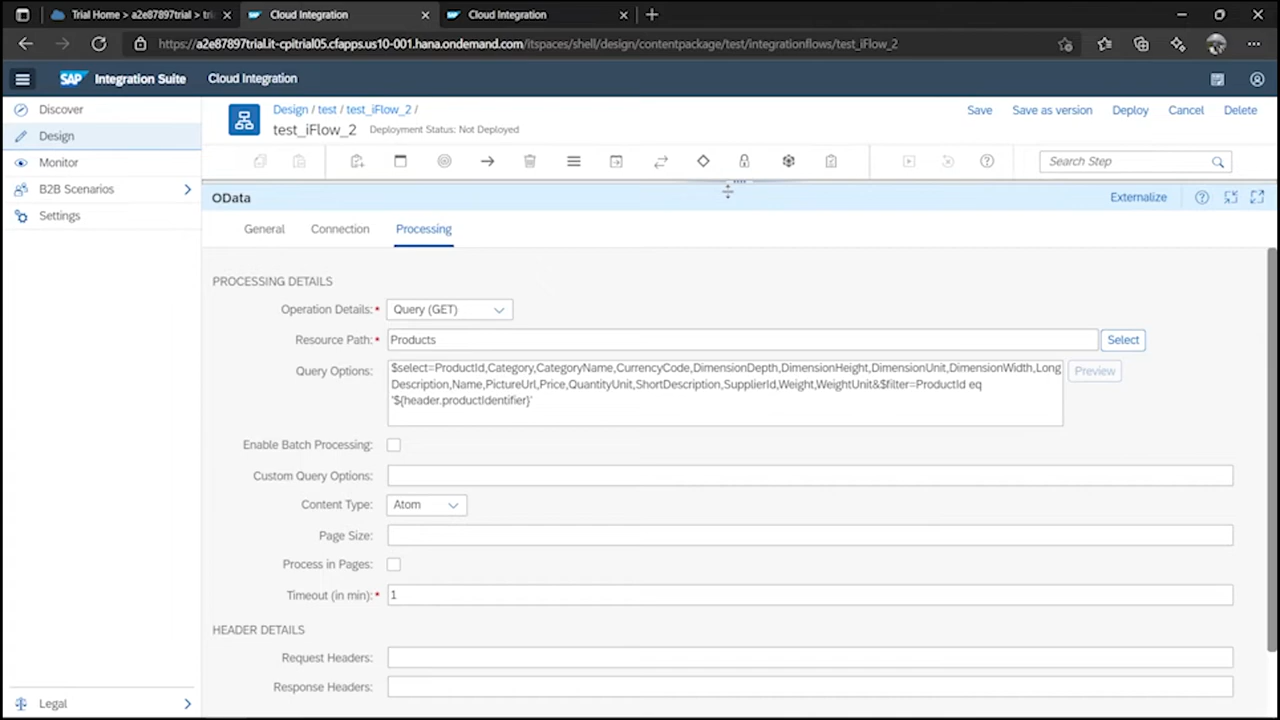 Trial Home > a2e87897trial > tri
Cloud Integration
Cloud Integration
https://a2e87897trial.it-cpitrial05.cfapps.us10-001.hana.ondemand.com/itspaces/shell/design/contentpackage/test/integrationflows/test_iFlow_2
SAP Integration Suite Cloud Integration
Discover
Design
Monitor
B2B Scenarios
Settings
Legal
Design / test / test_iFlow_2 /
test_iFlow_2 Deployment Status: Not Deployed
Save Save as version Deploy Cancel Delete
Search Step
OData
Externalize
General Connection Processing
PROCESSING DETAILS
Operation Details:* Query (GET)
Resource Path:* Products Select
Query Options: $select=ProductId,Category,CategoryName,CurrencyCode,DimensionDepth,DimensionHeight,DimensionUnit,DimensionWidth,Long
Description,Name,PictureUrl,Price,QuantityUnit,ShortDescription,SupplierId,Weight,WeightUnit&$filter=ProductId eq
'${header.productIdentifier}'
Preview
Enable Batch Processing:
Custom Query Options:
Content Type: Atom
Page Size:
Process in Pages:
Timeout (in min):* 1
HEADER DETAILS
Request Headers:
Response Headers: